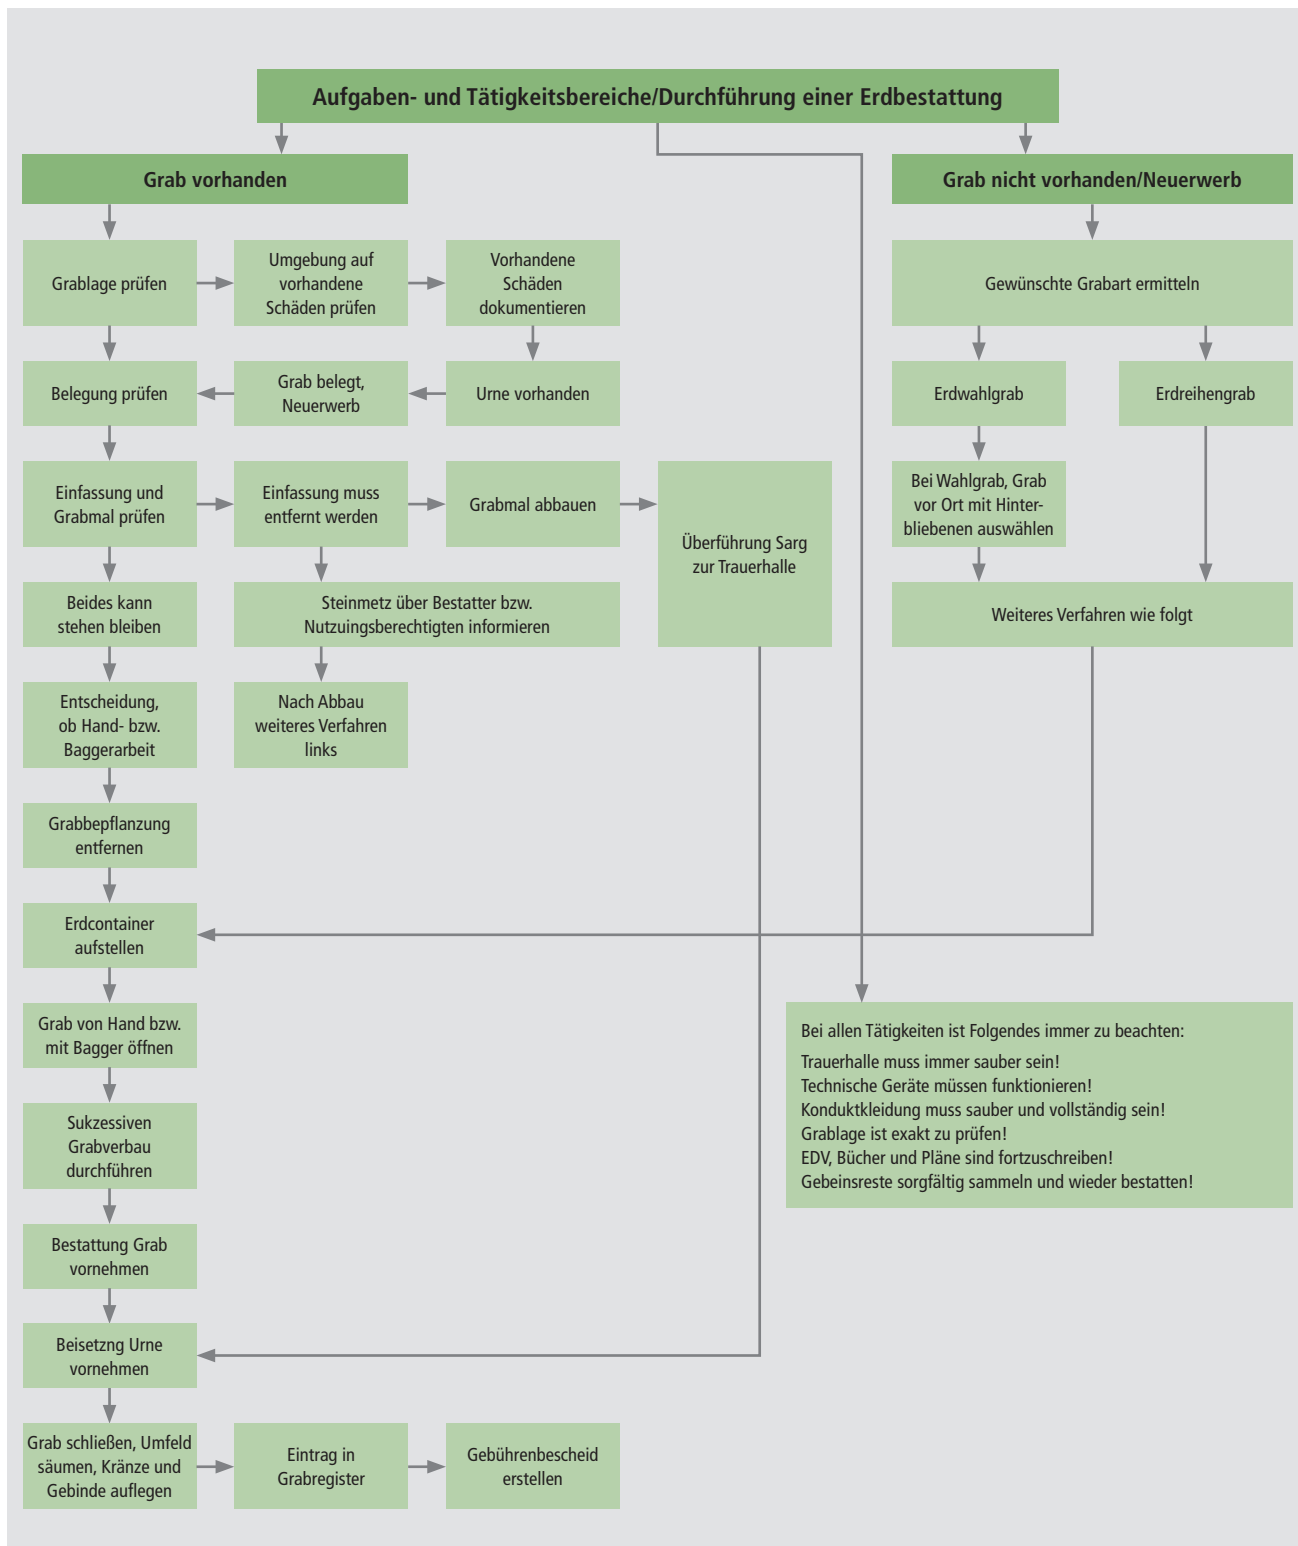 Aufgaben- und Tätigkeitsbereiche/Durchführung einer Erdbestattung
Grab vorhanden
Grab nicht vorhanden/Neuerwerb
Grablage prüfen
Umgebung auf
vorhandene
Schäden prüfen
Vorhandene
Schäden
dokumentieren
Gewünschte Grabart ermitteln
Belegung prüfen
Grab belegt,
Neuerwerb
Urne vorhanden
Erdwahlgrab
Erdreihengrab
Einfassung und
Grabmal prüfen
Einfassung muss
entfernt werden
Grabmal abbauen
Überführung Sarg
zur Trauerhalle
Bei Wahlgrab, Grab
vor Ort mit Hinter-
bliebenen auswählen
Beides kann
stehen bleiben
Steinmetz über Bestatter bzw.
Nutzuingsberechtigten informieren
Weiteres Verfahren wie folgt
Entscheidung,
ob Hand- bzw.
Baggerarbeit
Nach Abbau
weiteres Verfahren
links
Grabbepflanzung
entfernen
Erdcontainer
aufstellen
Grab von Hand bzw.
mit Bagger öffnen
Bei allen Tätigkeiten ist Folgendes immer zu beachten:
Trauerhalle muss immer sauber sein!
Technische Geräte müssen funktionieren!
Konduktkleidung muss sauber und vollständig sein!
Grablage ist exakt zu prüfen!
EDV, Bücher und Pläne sind fortzuschreiben!
Gebeinsreste sorgfältig sammeln und wieder bestatten!
Sukzessiven
Grabverbau
durchführen
Bestattung Grab
vornehmen
Beisetzng Urne
vornehmen
Grab schließen, Umfeld
säumen, Kränze und
Gebinde auflegen
Eintrag in
Grabregister
Gebührenbescheid
erstellen